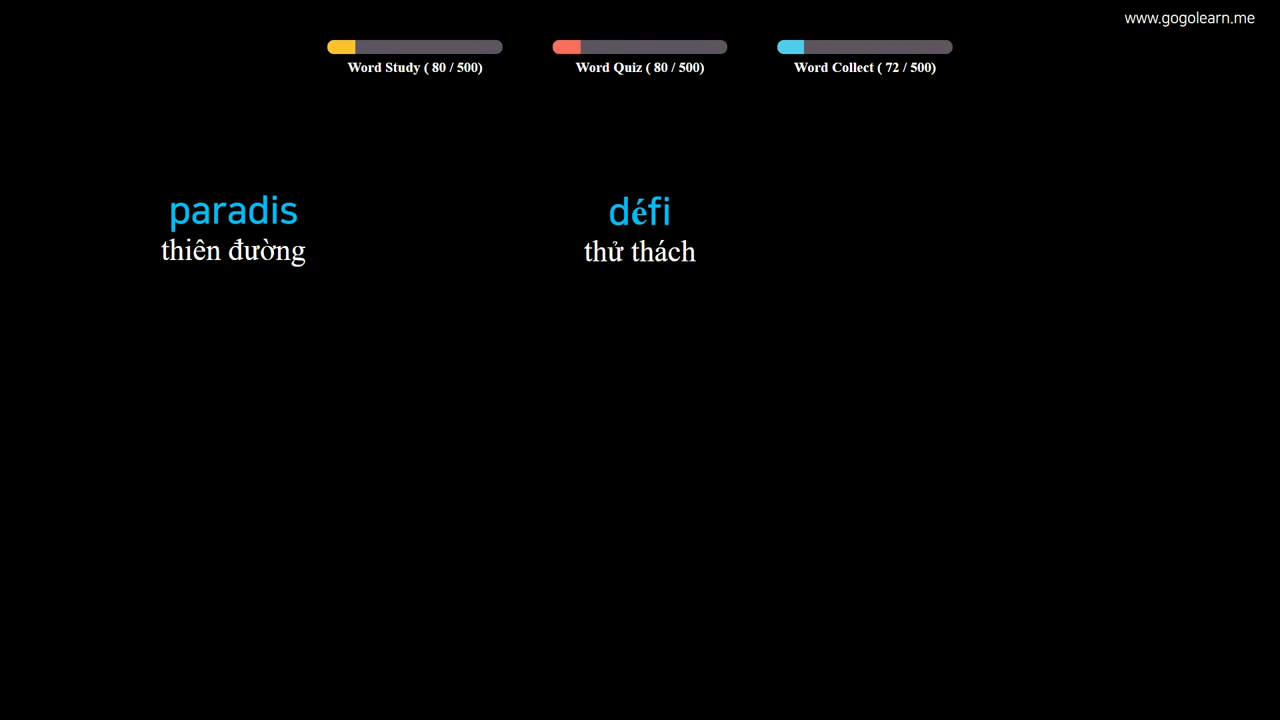 www.gogolearn.me
Word Study ( 80 / 500)
Word Quiz ( 80 / 500)
Word Collect ( 72 / 500)
paradis
thiên đường
défi
thử thách